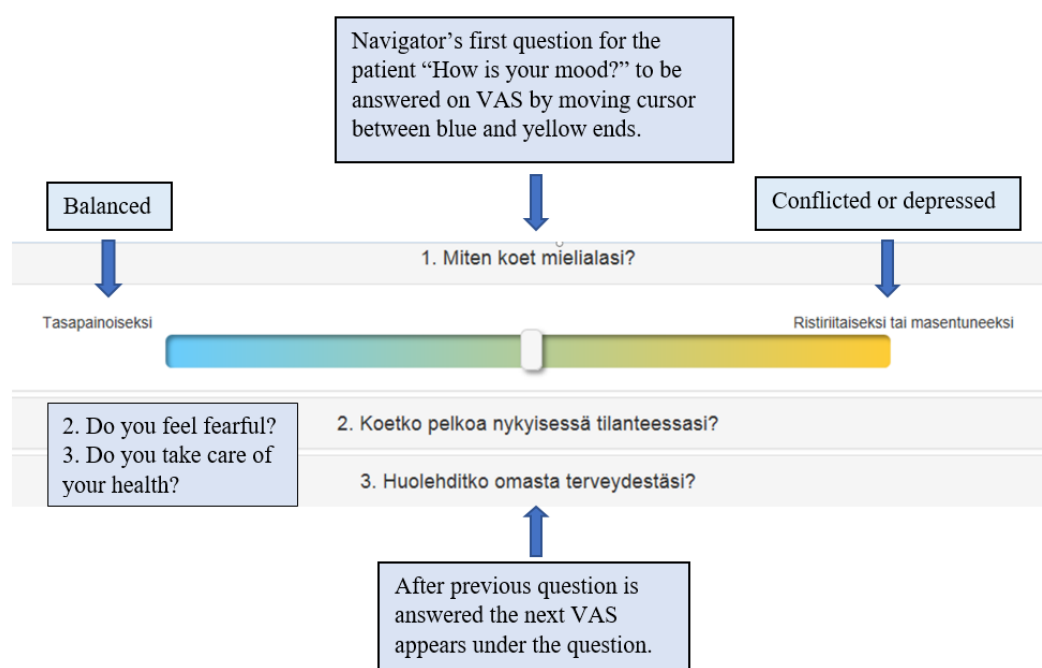 Navigator’s first question for the
patient “How is your mood?” to be
answered on VAS by moving cursor
between blue and yellow ends.
Balanced
Conflicted or depressed
1. Miten koet mielialasi?
Tasapainoiseksi
Ristiriitaiseksi tai masentuneeksi
2. Do you feel fearful?
3. Do you take care of
your health?
2. Koetko pelkoa nykyisessä tilanteessasi?
3. Huolehditko omasta terveydestäsi?
After previous question is
answered the next VAS
appears under the question.